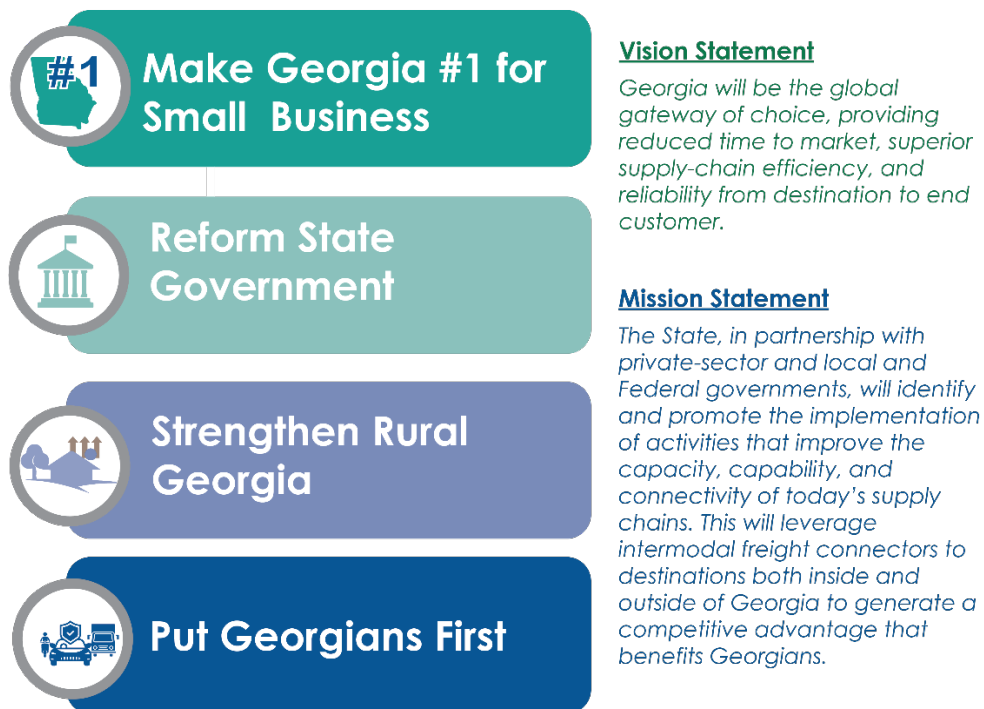 #1
Make Georgia #1 for
Small Business
Reform State
Government
Strengthen Rural
Georgia
Put Georgians First
Vision Statement
Georgia will be the global
gateway of choice, providing
reduced time to market, superior
supply-chain efficiency, and
reliability from destination to end
customer.
Mission Statement
The State, in partnership with
private-sector and local and
Federal governments, will identify
and promote the implementation
of activities that improve the
capacity, capability, and
connectivity of today's supply
chains. This will leverage
intermodal freight connectors to
destinations both inside and
outside of Georgia to generate a
competitive advantage that
benefits Georgians.